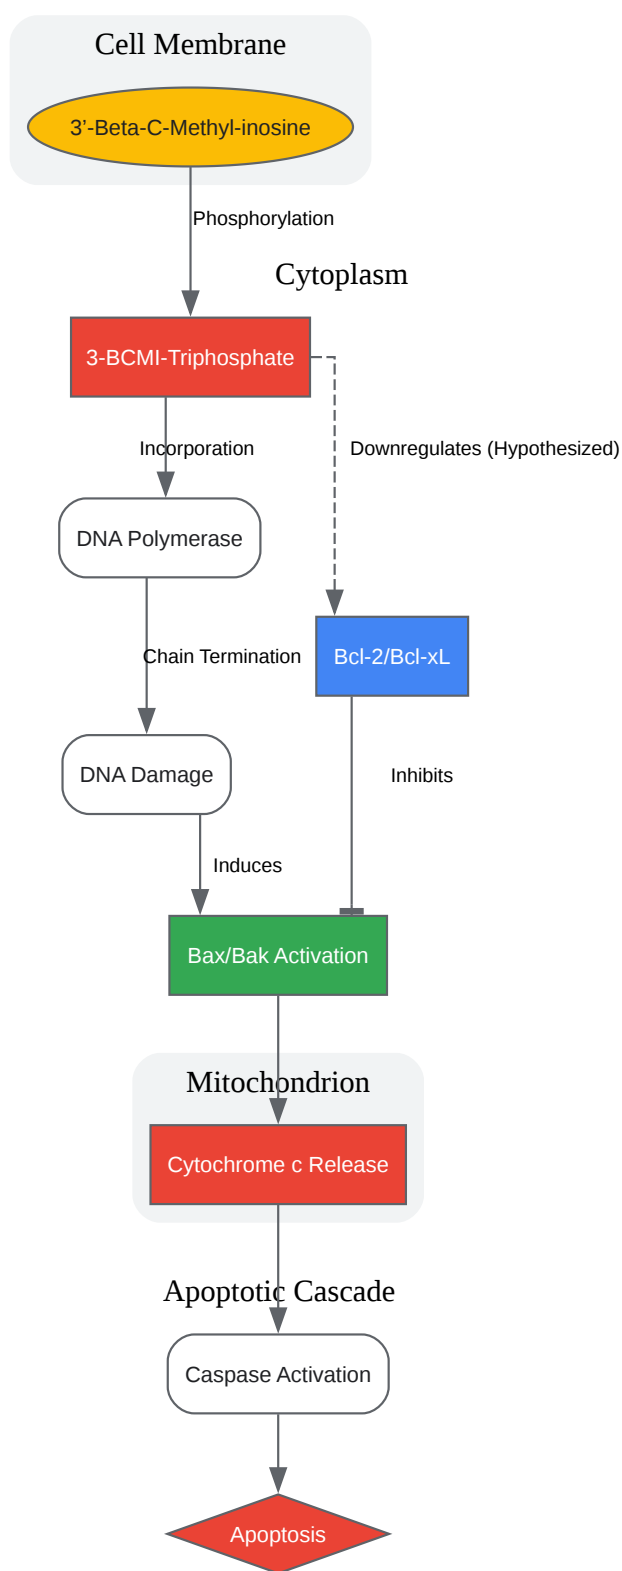 Cell Membrane
3’-Beta-C-Methyl-inosine
Phosphorylation
Cytoplasm
3-BCMI-Triphosphate
Incorporation
Downregulates (Hypothesized)
DNA Polymerase
Chain Termination
Bcl-2/Bcl-xL
DNA Damage
Inhibits
Induces
Bax/Bak Activation
Mitochondrion
Cytochrome c Release
Apoptotic Cascade
Caspase Activation
Apoptosis